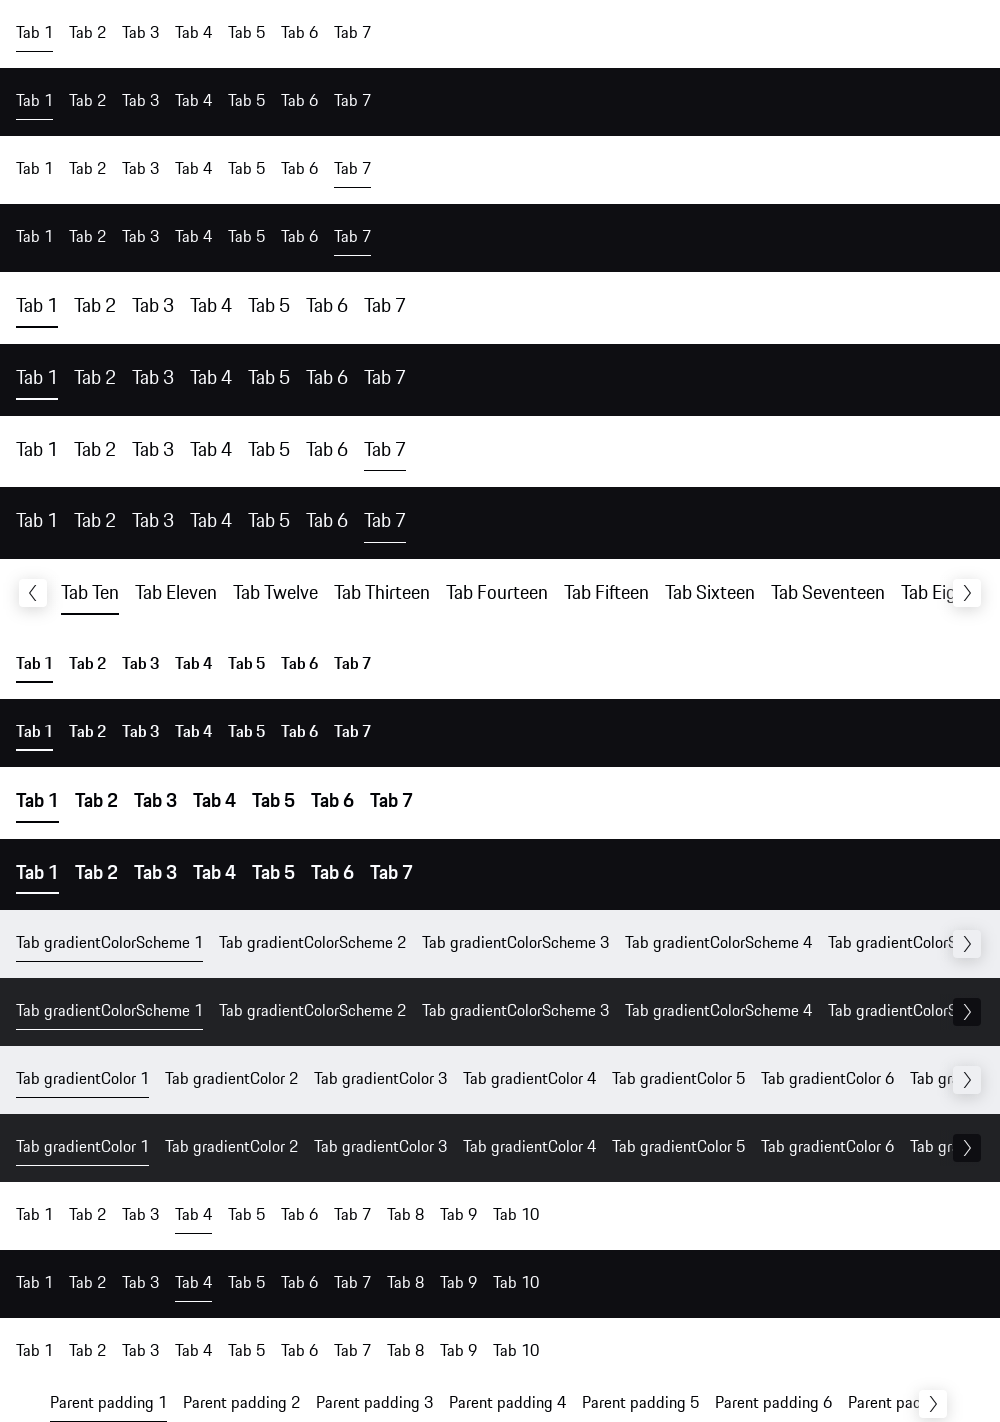 Tab 1 Tab 2 Tab 3 Tab 4 Tab 5 Tab 6 Tab 7
Tab 1 Tab 2 Tab 3 Tab 4 Tab 5 Tab 6 Tab 7
Tab 1 Tab 2 Tab 3 Tab 4 Tab 5 Tab 6 Tab 7
Tab 1 Tab 2 Tab 3 Tab 4 Tab 5 Tab 6 Tab 7
Tab 1 Tab 2 Tab 3 Tab 4 Tab 5 Tab 6 Tab 7
Tab 1 Tab 2 Tab 3 Tab 4 Tab 5 Tab 6 Tab 7
Tab 1 Tab 2 Tab 3 Tab 4 Tab 5 Tab 6 Tab 7
Tab 1 Tab 2 Tab 3 Tab 4 Tab 5 Tab 6 Tab 7
Tab Ten Tab Eleven Tab Twelve Tab Thirteen Tab Fourteen Tab Fifteen Tab Sixteen Tab Seventeen Tab Eig
Tab 1 Tab 2 Tab 3 Tab 4 Tab 5 Tab 6 Tab 7
Tab 1 Tab 2 Tab 3 Tab 4 Tab 5 Tab 6 Tab 7
Tab 1 Tab 2 Tab 3 Tab 4 Tab 5 Tab 6 Tab 7
Tab 1 Tab 2 Tab 3 Tab 4 Tab 5 Tab 6 Tab 7
Tab gradientColorScheme 1 Tab gradientColorScheme 2 Tab gradientColorScheme 3 Tab gradientColorScheme 4 Tab gradientColorS
Tab gradientColorScheme 1 Tab gradientColorScheme 2 Tab gradientColorScheme 3 Tab gradientColorScheme 4 Tab gradientColorS
Tab gradientColor 1 Tab gradientColor 2 Tab gradientColor 3 Tab gradientColor 4 Tab gradientColor 5 Tab gradientColor 6 Tab gr
Tab gradientColor 1 Tab gradientColor 2 Tab gradientColor 3 Tab gradientColor 4 Tab gradientColor 5 Tab gradientColor 6 Tab gr
Tab 1 Tab 2 Tab 3 Tab 4 Tab 5 Tab 6 Tab 7 Tab 8 Tab 9 Tab 10
Tab 1 Tab 2 Tab 3 Tab 4 Tab 5 Tab 6 Tab 7 Tab 8 Tab 9 Tab 10
Tab 1 Tab 2 Tab 3 Tab 4 Tab 5 Tab 6 Tab 7 Tab 8 Tab 9 Tab 10
Parent padding 1 Parent padding 2 Parent padding 3 Parent padding 4 Parent padding 5 Parent padding 6 Parent pad